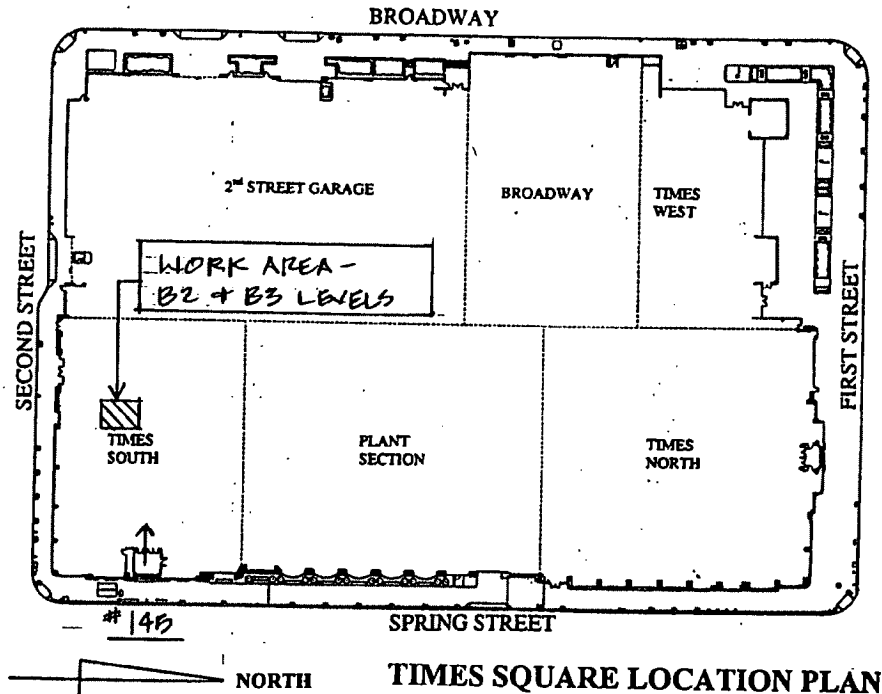 BROADWAY
2nd STREET GARAGE
BROADWAY
TIMES
WEST
WORK AREA -
B2 & B3 LEVELS
SECOND STREET
FIRST STREET
TIMES
SOUTH
PLANT
SECTION
TIMES
NORTH
#145
SPRING STREET
NORTH
TIMES SQUARE LOCATION PLAN